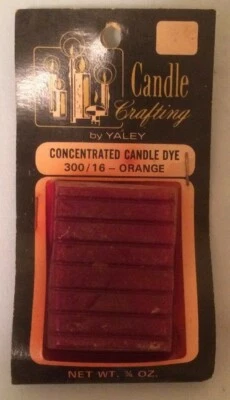 Candle
Crafting
by YALEY
CONCENTRATED CANDLE DYE
300/16 - ORANGE
NET WT. ¾ OZ.